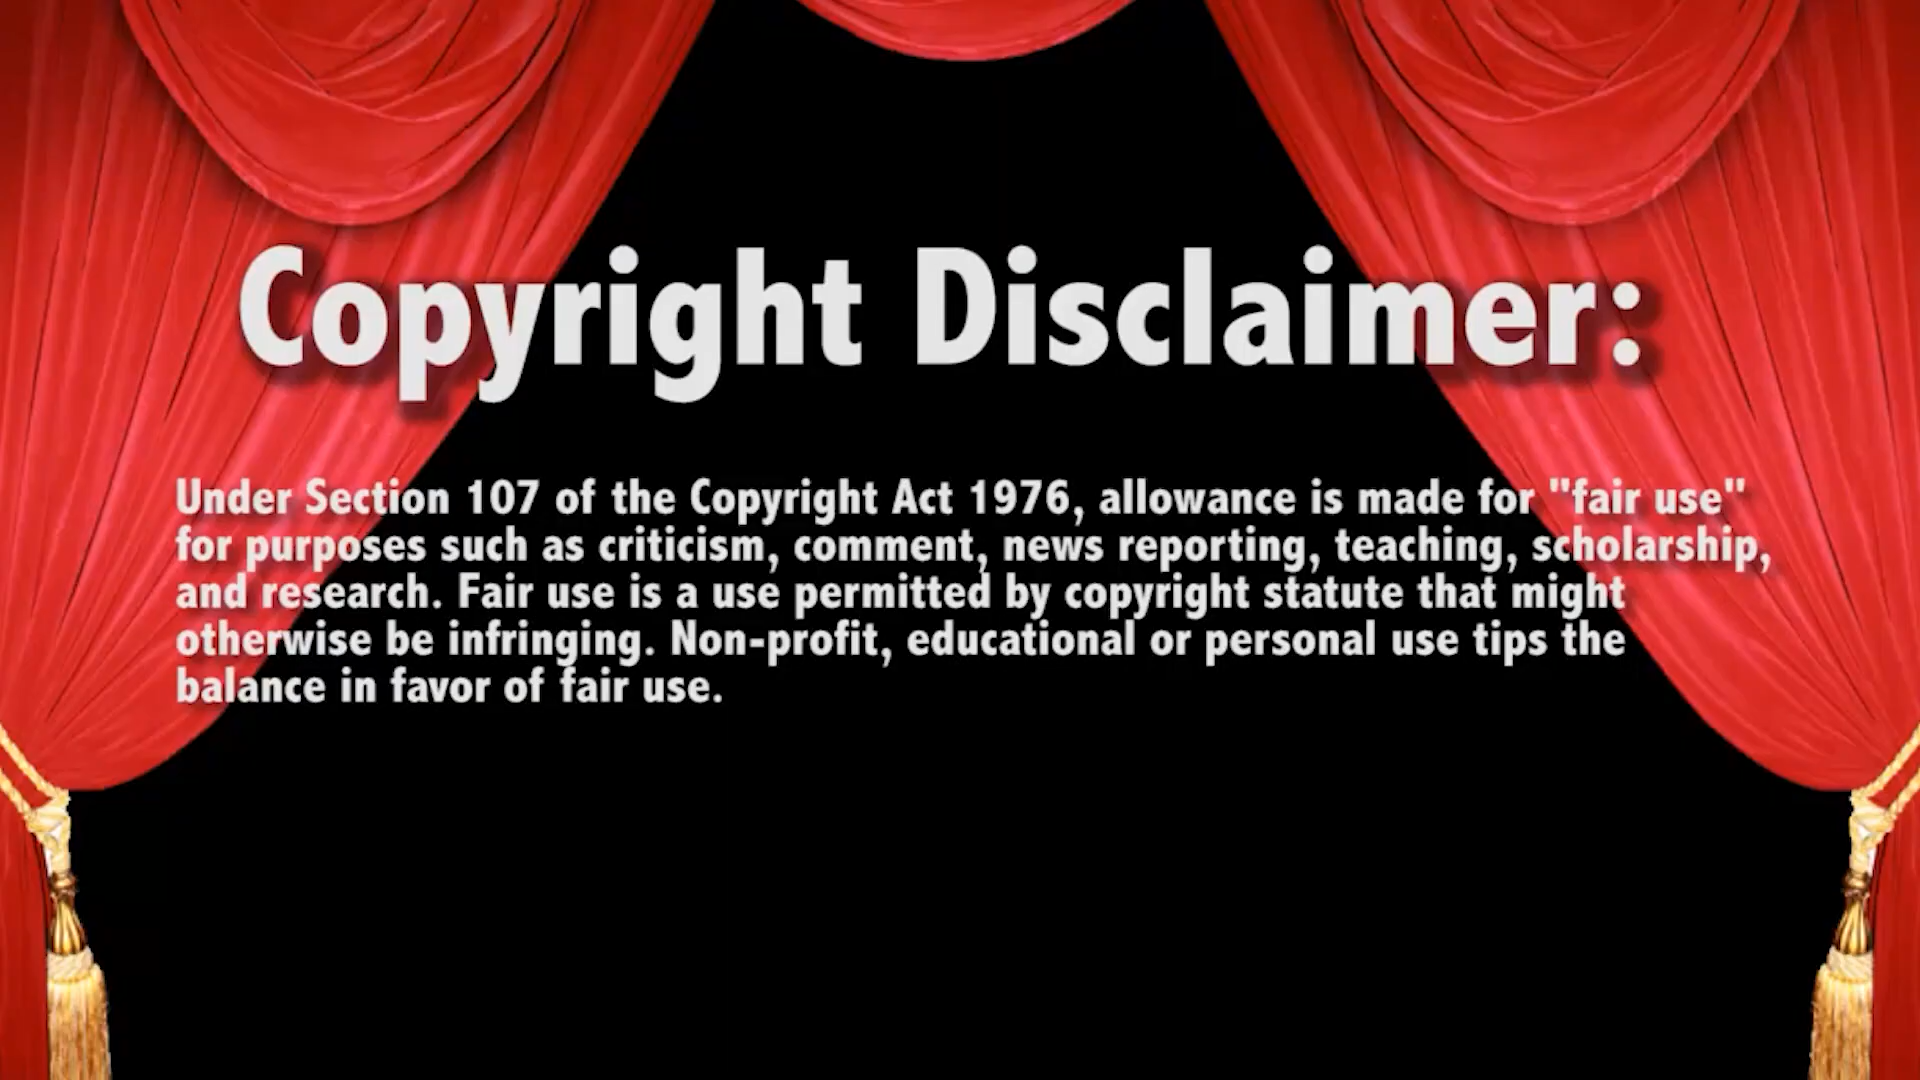 Copyright Disclaimer:
Under Section 107 of the Copyright Act 1976, allowance is made for "fair use"
for purposes such as criticism, comment, news reporting, teaching, scholarship,
and research. Fair use is a use permitted by copyright statute that might
otherwise be infringing. Non-profit, educational or personal use tips the
balance in favor of fair use.